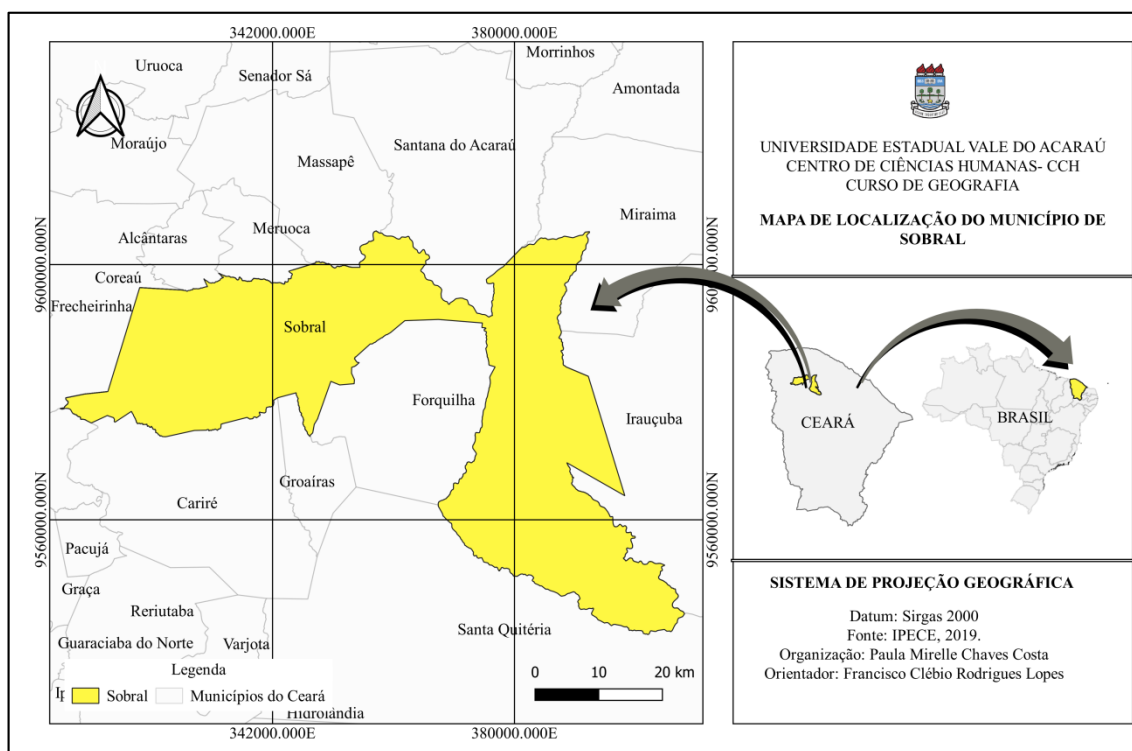 342000.000E
380000.000E
Morrinhos
Uruoca
Senador Sá
Amontada
Moraújo
Santana do Acaraú
Massapê
Miraima
Alcântaras
Meruoca
9600000.000N
9600000.000N
Coreaú
Frecheirinha
Sobral
Forquilha
Irauçuba
Groaíras
Cariré
9560000.000N
9560000.000N
Pacujá
Graça
Reriutaba
Guaraciaba do Norte
Varjota
Santa Quitéria
Legenda
Sobral
Municípios do Ceará
0 10 20 km
Hidrolândia
342000.000E
380000.000E
UNIVERSIDADE ESTADUAL VALE DO ACARAÚ
CENTRO DE CIÊNCIAS HUMANAS- CCH
CURSO DE GEOGRAFIA
MAPA DE LOCALIZAÇÃO DO MUNICÍPIO DE
SOBRAL
CEARÁ
BRASIL
SISTEMA DE PROJEÇÃO GEOGRÁFICA
Datum: Sirgas 2000
Fonte: IPECE, 2019.
Organização: Paula Mirelle Chaves Costa
Orientador: Francisco Clébio Rodrigues Lopes